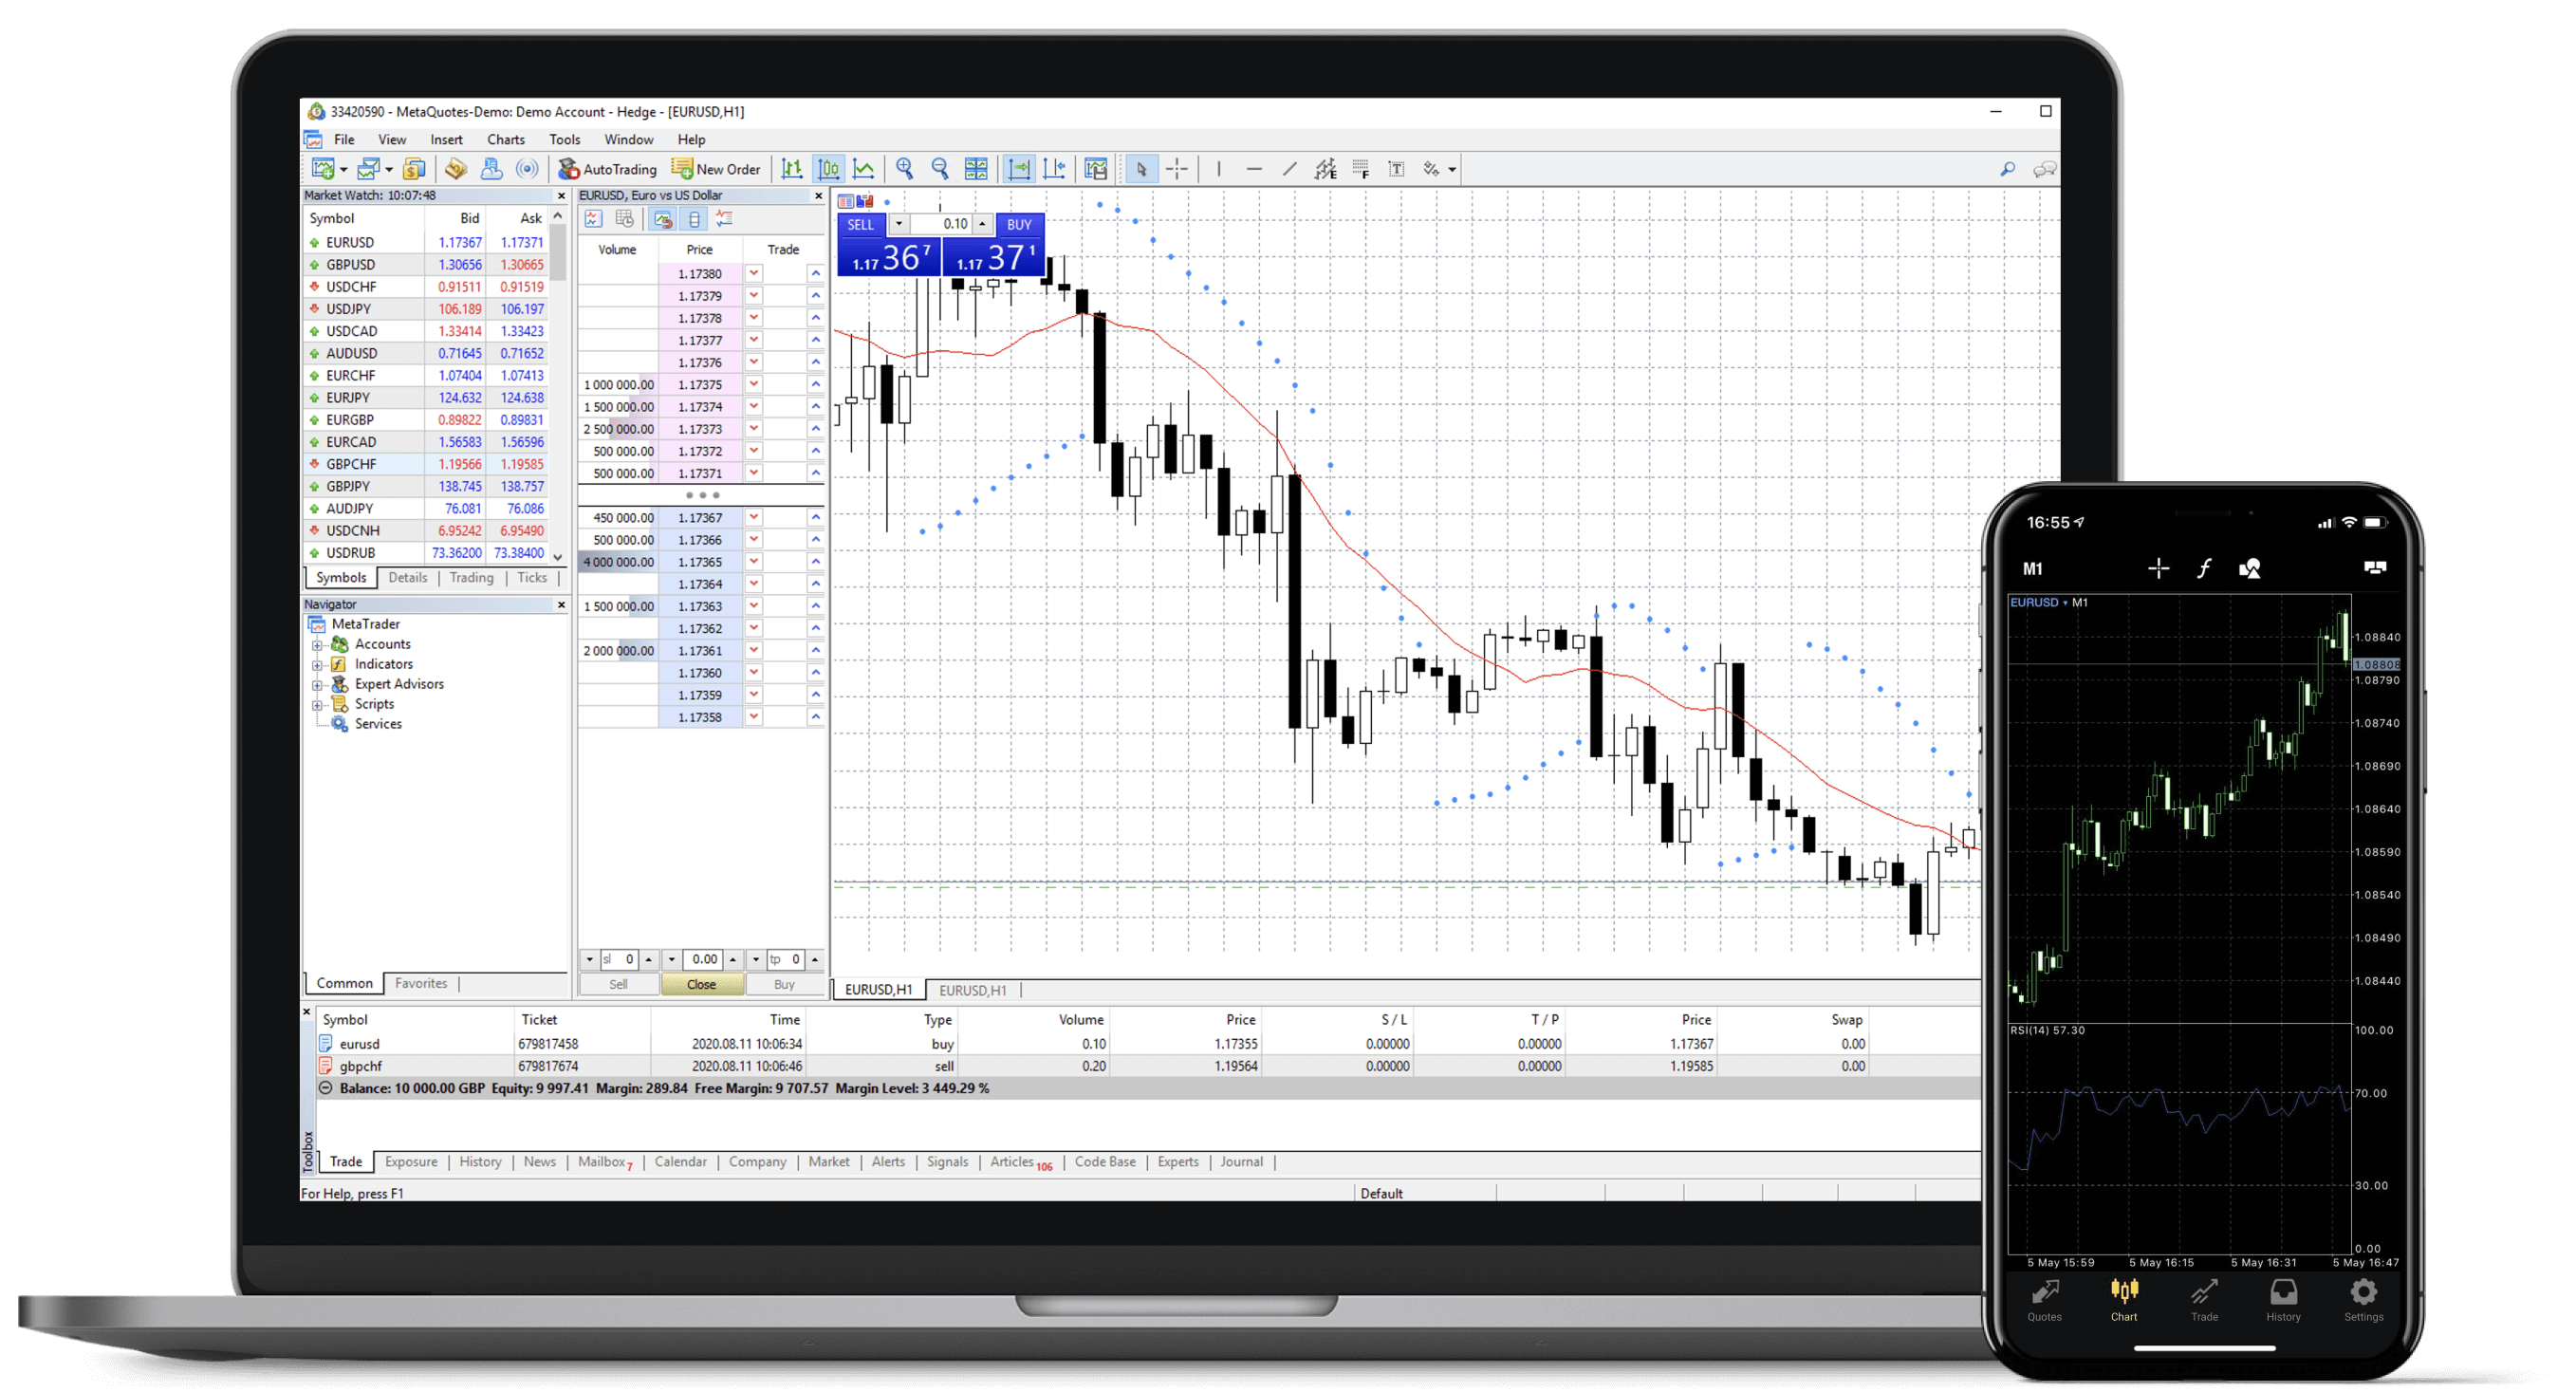 33420590 - MetaQuotes-Demo: Demo Account - Hedge - [EURUSD,H1]
File View Insert Charts Tools Window Help
AutoTrading New Order
Market Watch: 10:07:48
Symbol Bid Ask
EURUSD 1.17367 1.17371
GBPUSD 1.30656 1.30665
USDCHF 0.91511 0.91519
USDJPY 106.189 106.197
USDCAD 1.33414 1.33423
AUDUSD 0.71645 0.71652
EURCHF 1.07404 1.07413
EURJPY 124.632 124.638
EURGBP 0.89822 0.89831
EURCAD 1.56583 1.56596
GBPCHF 1.19566 1.19585
GBPJPY 138.745 138.757
AUDJPY 76.081 76.086
USDCNH 6.95242 6.95490
USDRUB 73.36200 73.38400
Symbols Details Trading Ticks
Navigator
MetaTrader
Accounts
Indicators
Expert Advisors
Scripts
Services
Common Favorites
EURUSD, Euro vs US Dollar
Volume Price Trade
1.17380
1.17379
1.17378
1.17377
1.17376
1 000 000.00 1.17375
1 500 000.00 1.17374
2 500 000.00 1.17373
500 000.00 1.17372
500 000.00 1.17371
450 000.00 1.17367
500 000.00 1.17366
4 000 000.00 1.17365
1.17364
1 500 000.00 1.17363
1.17362
2 000 000.00 1.17361
1.17360
1.17359
1.17358
sl 0 0.00 tp 0
Sell Close Buy
SELL 0.10 BUY
1.17 36 7 1.17 37 1
EURUSD,H1 EURUSD,H1
Symbol Ticket Time Type Volume Price S / L T / P Price Swap
eurusd 679817458 2020.08.11 10:06:34 buy 0.10 1.17355 0.00000 0.00000 1.17367 0.00
gbpchf 679817674 2020.08.11 10:06:46 sell 0.20 1.19564 0.00000 0.00000 1.19585 0.00
Balance: 10 000.00 GBP Equity: 9 997.41 Margin: 289.84 Free Margin: 9 707.57 Margin Level: 3 449.29 %
Toolbox
Trade Exposure History News Mailbox 7 Calendar Company Market Alerts Signals Articles 106 Code Base Experts Journal
For Help, press F1 Default
16:55
M1
EURUSD M1
1.08840
1.08808
1.08790
1.08740
1.08690
1.08640
1.08590
1.08540
1.08490
1.08440
RSI(14) 57.30 100.00
70.00
30.00
0.00
5 May 15:59 5 May 16:15 5 May 16:31 5 May 16:47
Quotes Chart Trade History Settings